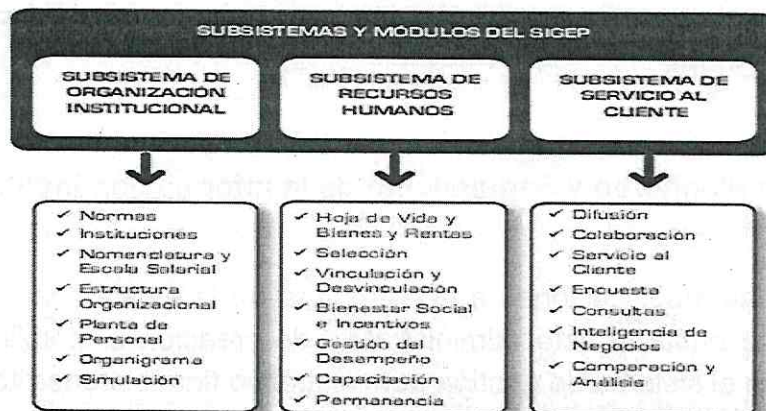 SUBSISTEMAS Y MÓDULOS DEL SIGEP
SUBSISTEMA DE
ORGANIZACIÓN
INSTITUCIONAL
SUBSISTEMA DE
RECURSOS
HUMANOS
SUBSISTEMA DE
SERVICIO AL
CLIENTE
✓ Normas
✓ Instituciones
✓ Nomenclatura y
Escala Salarial
✓ Estructura
Organizacional
✓ Planta de
Personal
✓ Organigrama
✓ Simulación
✓ Hoja de Vida y
Bienes y Rentas
✓ Selección
✓ Vinculación y
Desvinculación
✓ Bienestar Social
e Incentivos
✓ Gestión del
Desempeño
✓ Capacitación
✓ Permanencia
✓ Difusión
✓ Colaboración
✓ Servicio al
Cliente
✓ Encuesta
✓ Consultas
✓ Inteligencia de
Negocios
✓ Comparación y
Análisis